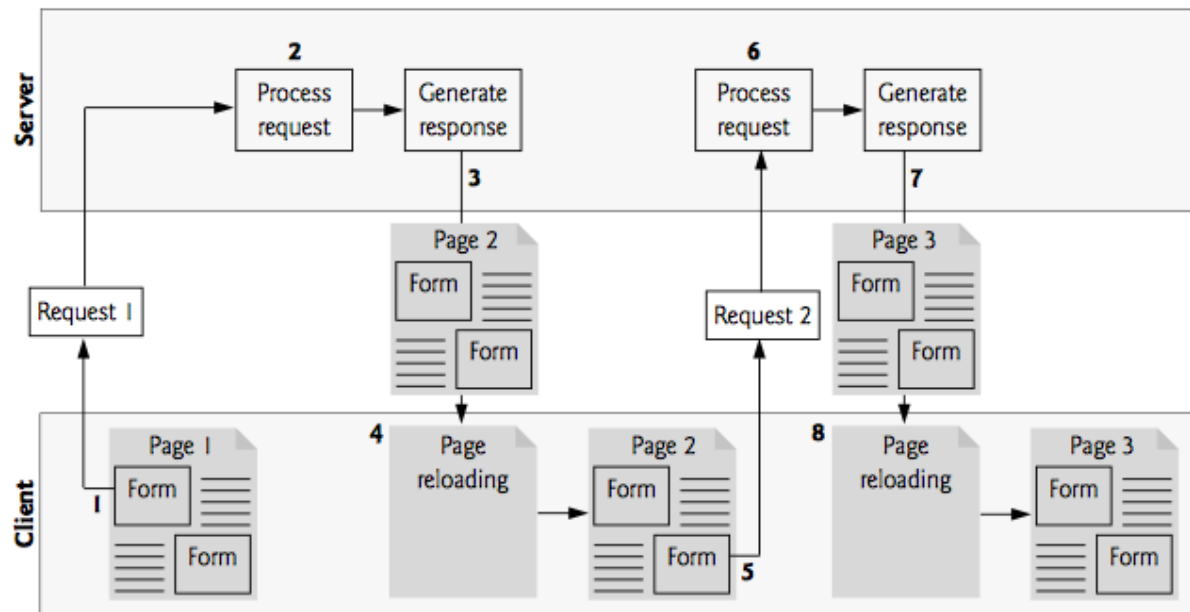 Server
2
Process
request
Generate
response
3
6
Process
request
Generate
response
7
Request 1
Page 2
Form
Form
Request 2
Page 3
Form
Form
Client
Page 1
Form
1
Form
4
Page
reloading
Page 2
Form
Form
5
8
Page
reloading
Page 3
Form
Form